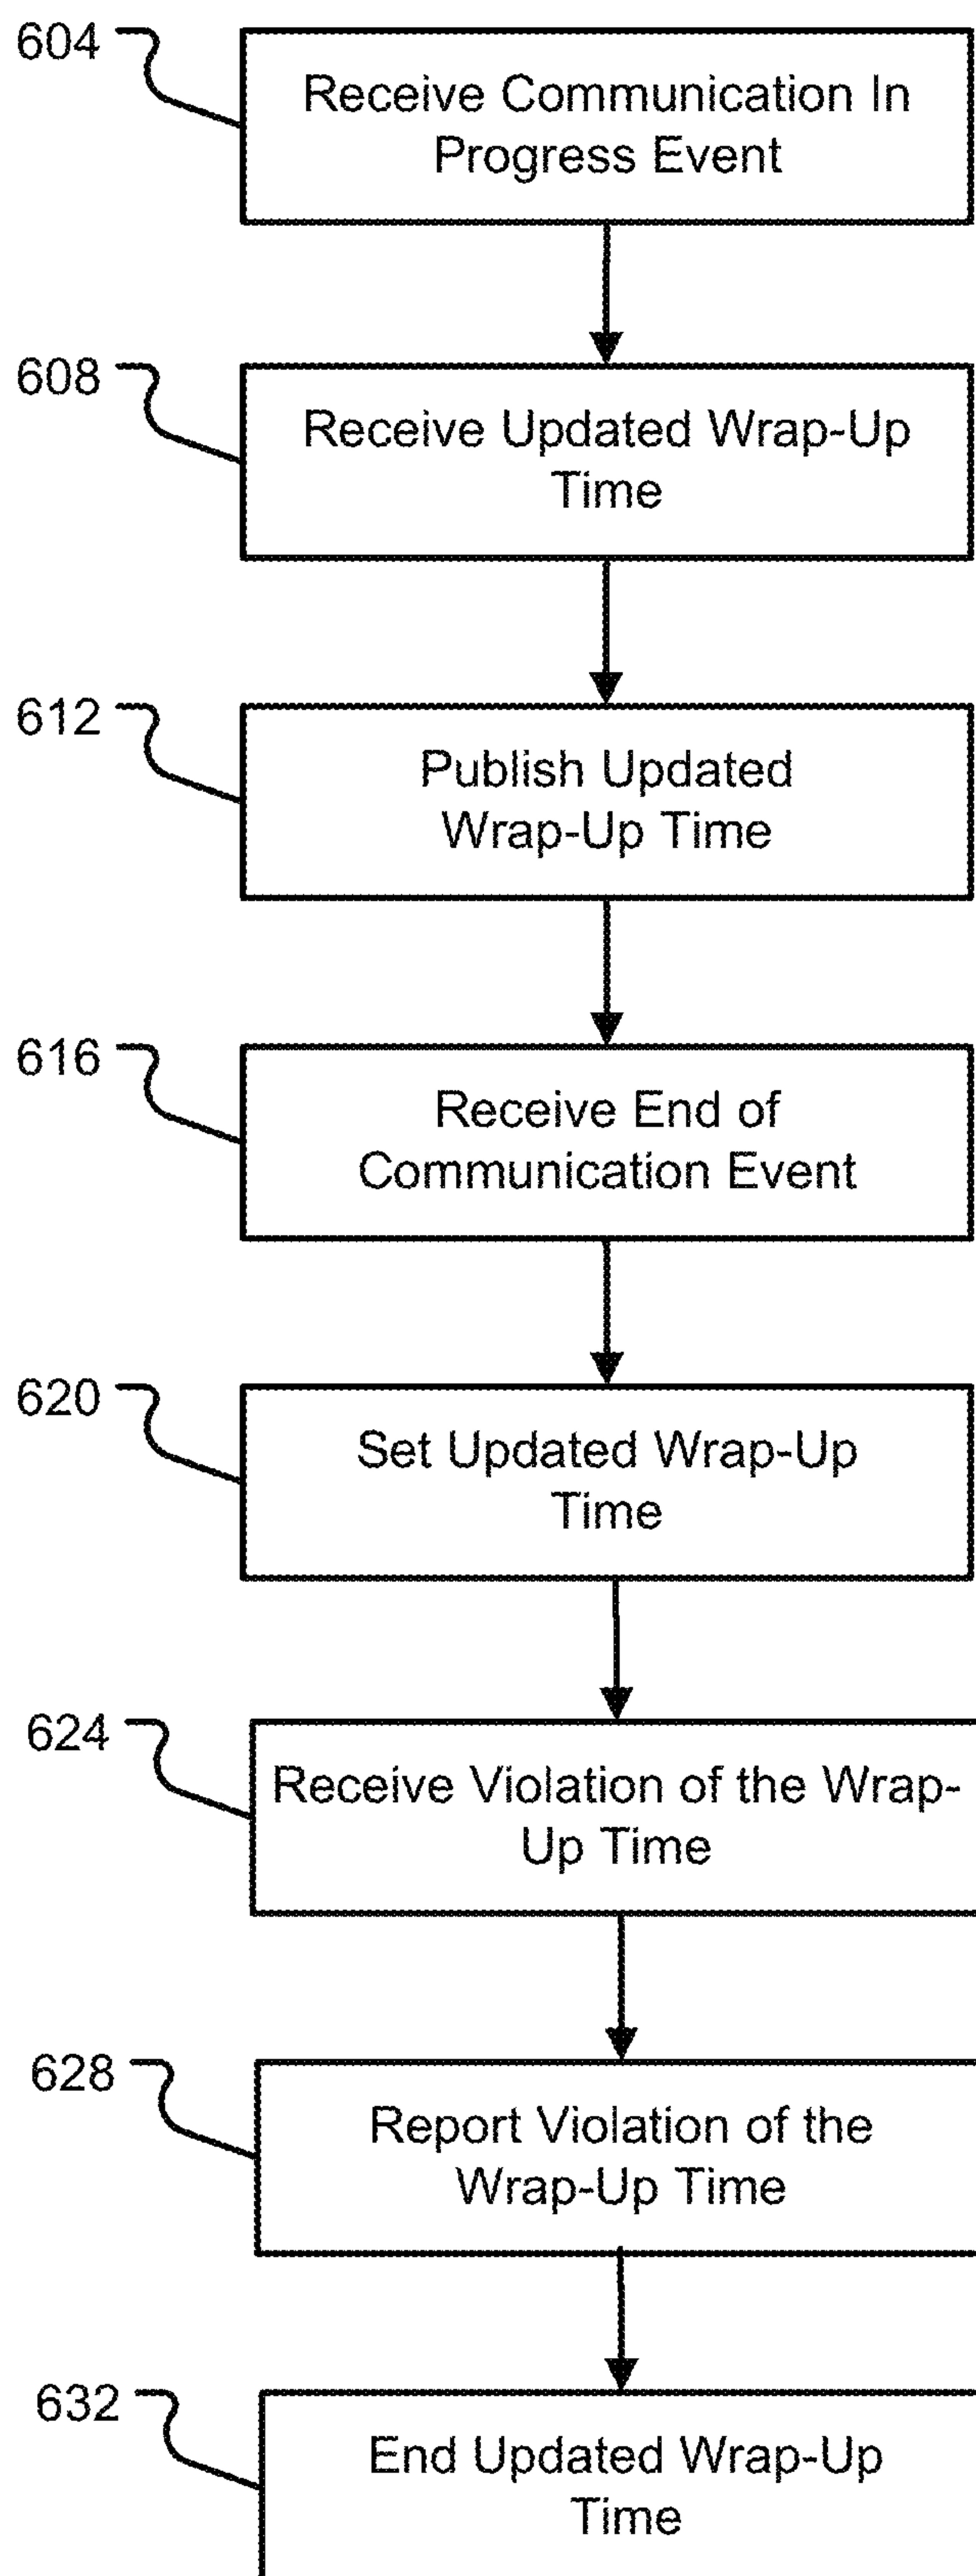 604
Receive Communication In
Progress Event
608
Receive Updated Wrap-Up
Time
612
Publish Updated
Wrap-Up Time
616
Receive End of
Communication Event
620
Set Updated Wrap-Up
Time
624
Receive Violation of the Wrap-
Up Time
628
Report Violation of the
Wrap-Up Time
632
End Updated Wrap-Up
Time